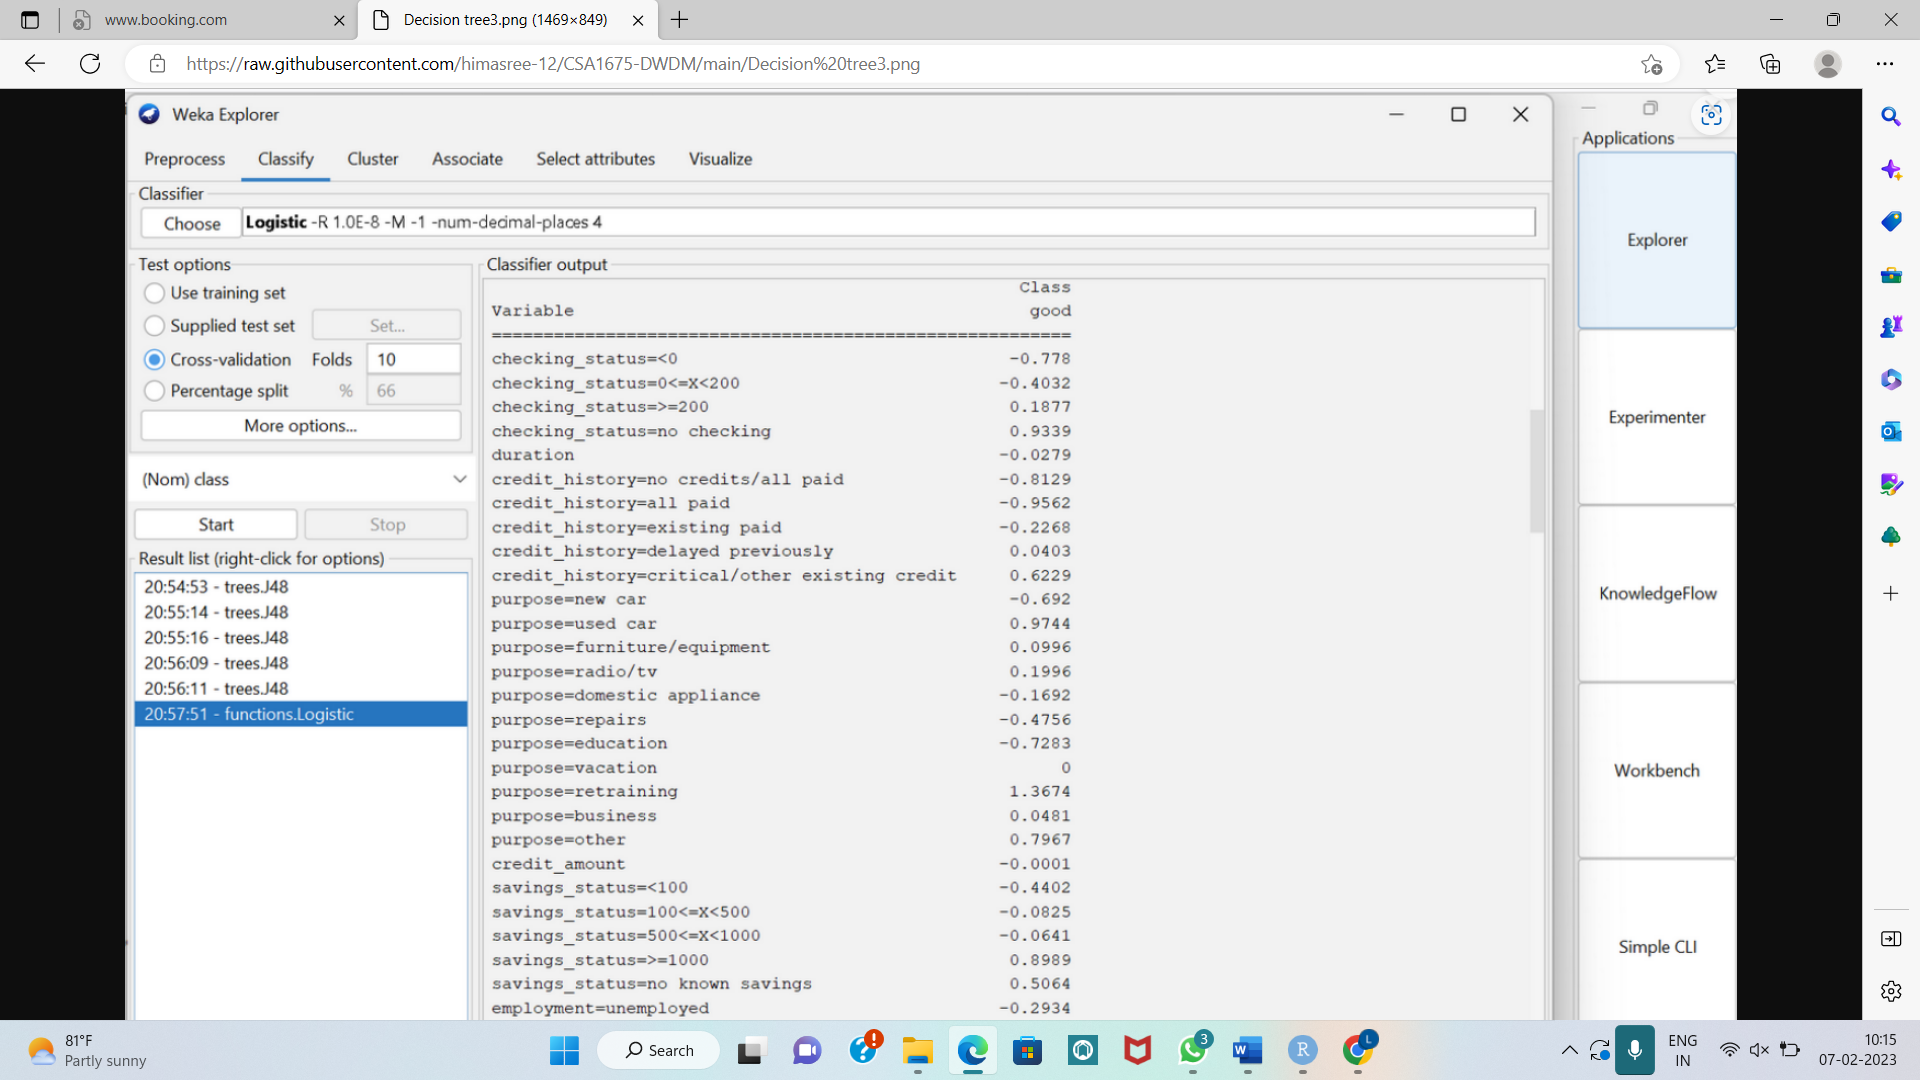 www.booking.com
Decision tree3.png (1469×849)
https://raw.githubusercontent.com/himasree-12/CSA1675-DWDM/main/Decision%20tree3.png
Weka Explorer
Preprocess Classify Cluster Associate Select attributes Visualize
Classifier
Choose Logistic -R 1.0E-8 -M -1 -num-decimal-places 4
Test options
Use training set
Supplied test set Set...
Cross-validation Folds 10
Percentage split % 66
More options...
(Nom) class
Start Stop
Result list (right-click for options)
20:54:53 - trees.J48
20:55:14 - trees.J48
20:55:16 - trees.J48
20:56:09 - trees.J48
20:56:11 - trees.J48
20:57:51 - functions.Logistic
Classifier output
Class
Variable good
========================================================
checking_status=<0 -0.778
checking_status=0<=X<200 -0.4032
checking_status=>=200 0.1877
checking_status=no checking 0.9339
duration -0.0279
credit_history=no credits/all paid -0.8129
credit_history=all paid -0.9562
credit_history=existing paid -0.2268
credit_history=delayed previously 0.0403
credit_history=critical/other existing credit 0.6229
purpose=new car -0.692
purpose=used car 0.9744
purpose=furniture/equipment 0.0996
purpose=radio/tv 0.1996
purpose=domestic appliance -0.1692
purpose=repairs -0.4756
purpose=education -0.7283
purpose=vacation 0
purpose=retraining 1.3674
purpose=business 0.0481
purpose=other 0.7967
credit_amount -0.0001
savings_status=<100 -0.4402
savings_status=100<=X<500 -0.0825
savings_status=500<=X<1000 -0.0641
savings_status=>=1000 0.8989
savings_status=no known savings 0.5064
employment=unemployed -0.2934
Applications
Explorer
Experimenter
KnowledgeFlow
Workbench
Simple CLI
81°F
Partly sunny
Search
3
W
R
L
ENG
IN
10:15
07-02-2023